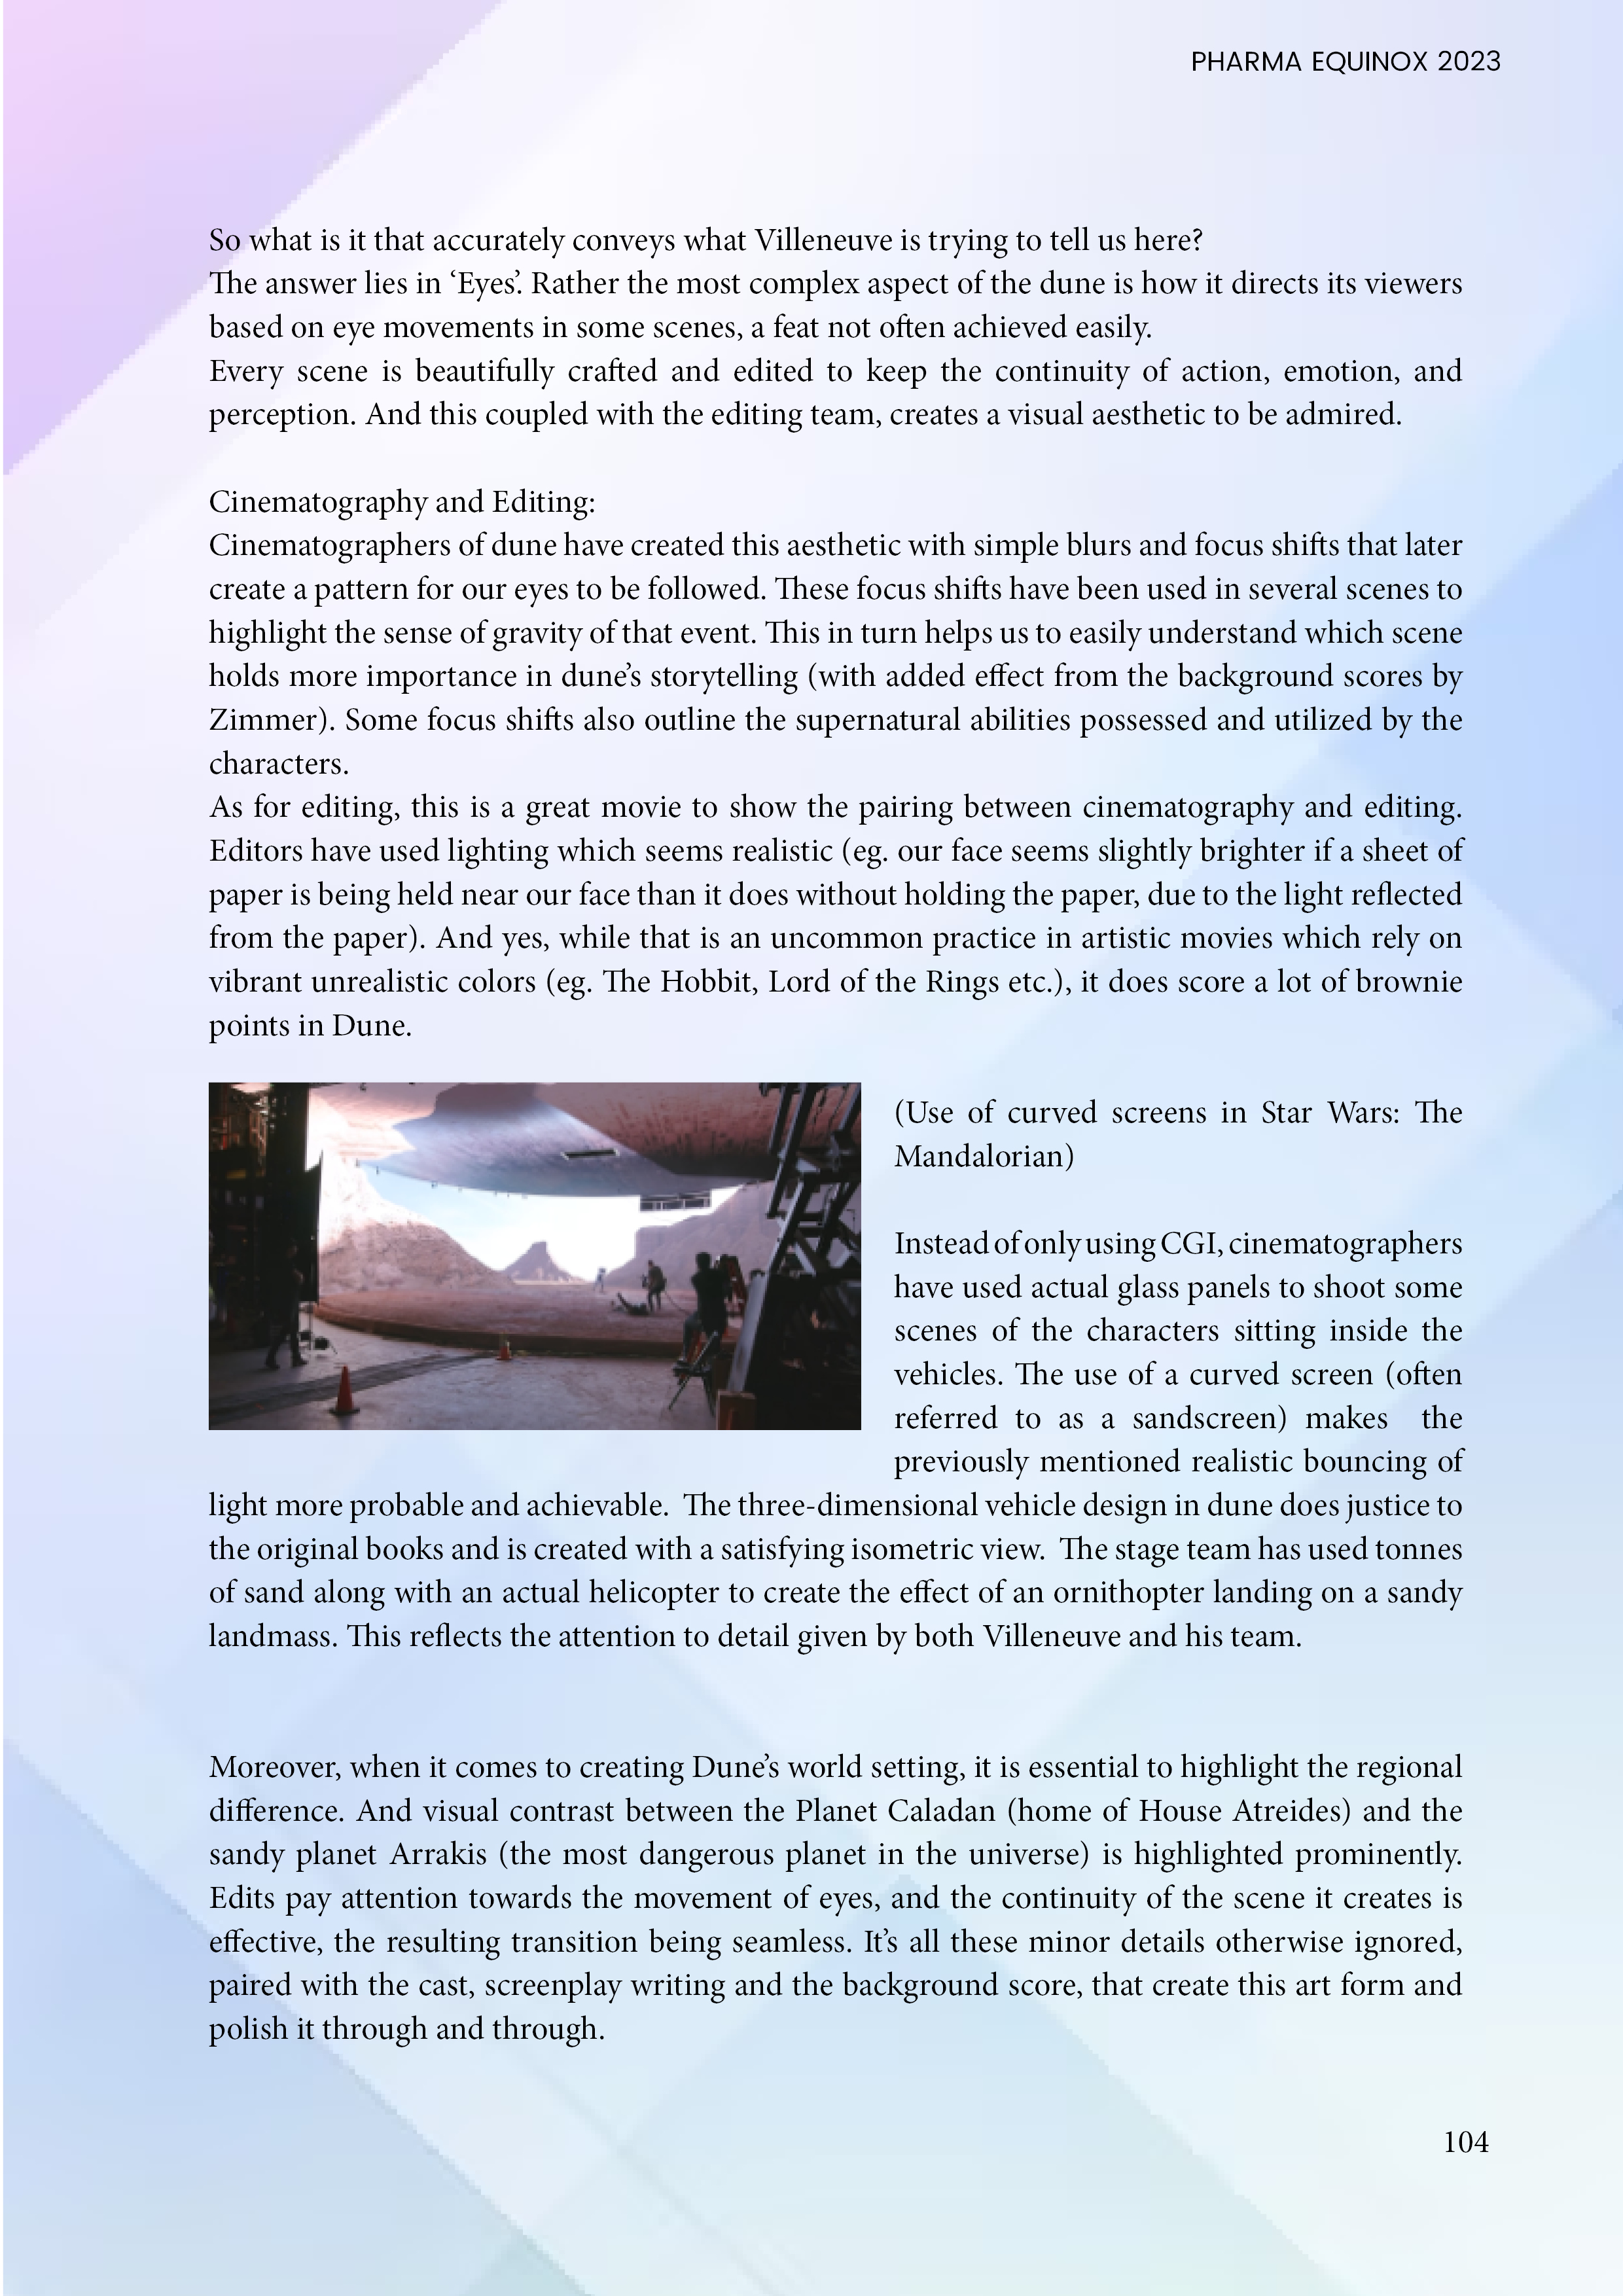 PHARMA EQUINOX 2023
So what is it that accurately conveys what Villeneuve is trying to tell us here?
The answer lies in ‘Eyes’. Rather the most complex aspect of the dune is how it directs its viewers
based on eye movements in some scenes, a feat not often achieved easily.
Every scene is beautifully crafted and edited to keep the continuity of action, emotion, and
perception. And this coupled with the editing team, creates a visual aesthetic to be admired.
Cinematography and Editing:
Cinematographers of dune have created this aesthetic with simple blurs and focus shifts that later
create a pattern for our eyes to be followed. These focus shifts have been used in several scenes to
highlight the sense of gravity of that event. This in turn helps us to easily understand which scene
holds more importance in dune’s storytelling (with added effect from the background scores by
Zimmer). Some focus shifts also outline the supernatural abilities possessed and utilized by the
characters.
As for editing, this is a great movie to show the pairing between cinematography and editing.
Editors have used lighting which seems realistic (eg. our face seems slightly brighter if a sheet of
paper is being held near our face than it does without holding the paper, due to the light reflected
from the paper). And yes, while that is an uncommon practice in artistic movies which rely on
vibrant unrealistic colors (eg. The Hobbit, Lord of the Rings etc.), it does score a lot of brownie
points in Dune.
(Use of curved screens in Star Wars: The
Mandalorian)
Instead of only using CGI, cinematographers
have used actual glass panels to shoot some
scenes of the characters sitting inside the
vehicles. The use of a curved screen (often
referred to as a sandscreen) makes the
previously mentioned realistic bouncing of
light more probable and achievable. The three-dimensional vehicle design in dune does justice to
the original books and is created with a satisfying isometric view. The stage team has used tonnes
of sand along with an actual helicopter to create the effect of an ornithopter landing on a sandy
landmass. This reflects the attention to detail given by both Villeneuve and his team.
Moreover, when it comes to creating Dune’s world setting, it is essential to highlight the regional
difference. And visual contrast between the Planet Caladan (home of House Atreides) and the
sandy planet Arrakis (the most dangerous planet in the universe) is highlighted prominently.
Edits pay attention towards the movement of eyes, and the continuity of the scene it creates is
effective, the resulting transition being seamless. It’s all these minor details otherwise ignored,
paired with the cast, screenplay writing and the background score, that create this art form and
polish it through and through.
104